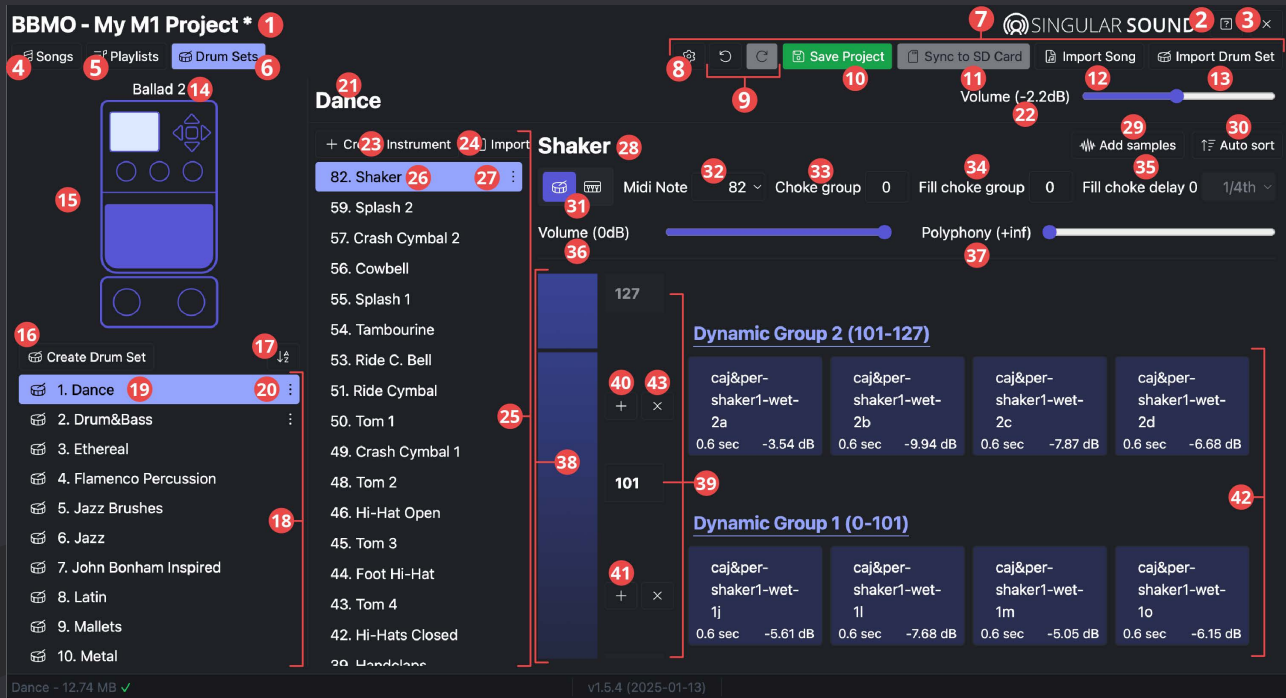 BBMO - My M1 Project * 1
SINGULAR SOUND 2 ? 3 ×
7
4 Songs 5 Playlists 6 Drum Sets
8 9 Save Project 10 Sync to SD Card 11 Import Song 12 Import Drum Set 13
Ballad 2 14
15
16
Create Drum Set 17
1. Dance 19 20
2. Drum&Bass
3. Ethereal
4. Flamenco Percussion
5. Jazz Brushes
18
6. Jazz
7. John Bonham Inspired
8. Latin
9. Mallets
10. Metal
21
Dance
Volume (-2.2dB)
22
+ 23 Instrument 24 Import
82. Shaker 26 27
59. Splash 2
57. Crash Cymbal 2
56. Cowbell
55. Splash 1
54. Tambourine
53. Ride C. Bell
51. Ride Cymbal
50. Tom 1
25
49. Crash Cymbal 1
48. Tom 2
46. Hi-Hat Open
45. Tom 3
44. Foot Hi-Hat
43. Tom 4
42. Hi-Hats Closed
39. Handclaps
Shaker 28
29 30
Add samples Auto sort
31 32 33 34 35
Midi Note 82 Choke group 0 Fill choke group 0 Fill choke delay 0 1/4th
Volume (0dB) Polyphony (+inf)
36 37
127
40 43
+ ×
38
101 39
41
+ ×
42
Dynamic Group 2 (101-127)
caj&per-
shaker1-wet-
2a
0.6 sec -3.54 dB
caj&per-
shaker1-wet-
2b
0.6 sec -9.94 dB
caj&per-
shaker1-wet-
2c
0.6 sec -7.87 dB
caj&per-
shaker1-wet-
2d
0.6 sec -6.68 dB
Dynamic Group 1 (0-101)
caj&per-
shaker1-wet-
1j
0.6 sec -5.61 dB
caj&per-
shaker1-wet-
1l
0.6 sec -7.68 dB
caj&per-
shaker1-wet-
1m
0.6 sec -5.05 dB
caj&per-
shaker1-wet-
1o
0.6 sec -6.15 dB
Dance - 12.74 MB ✓
v1.5.4 (2025-01-13)